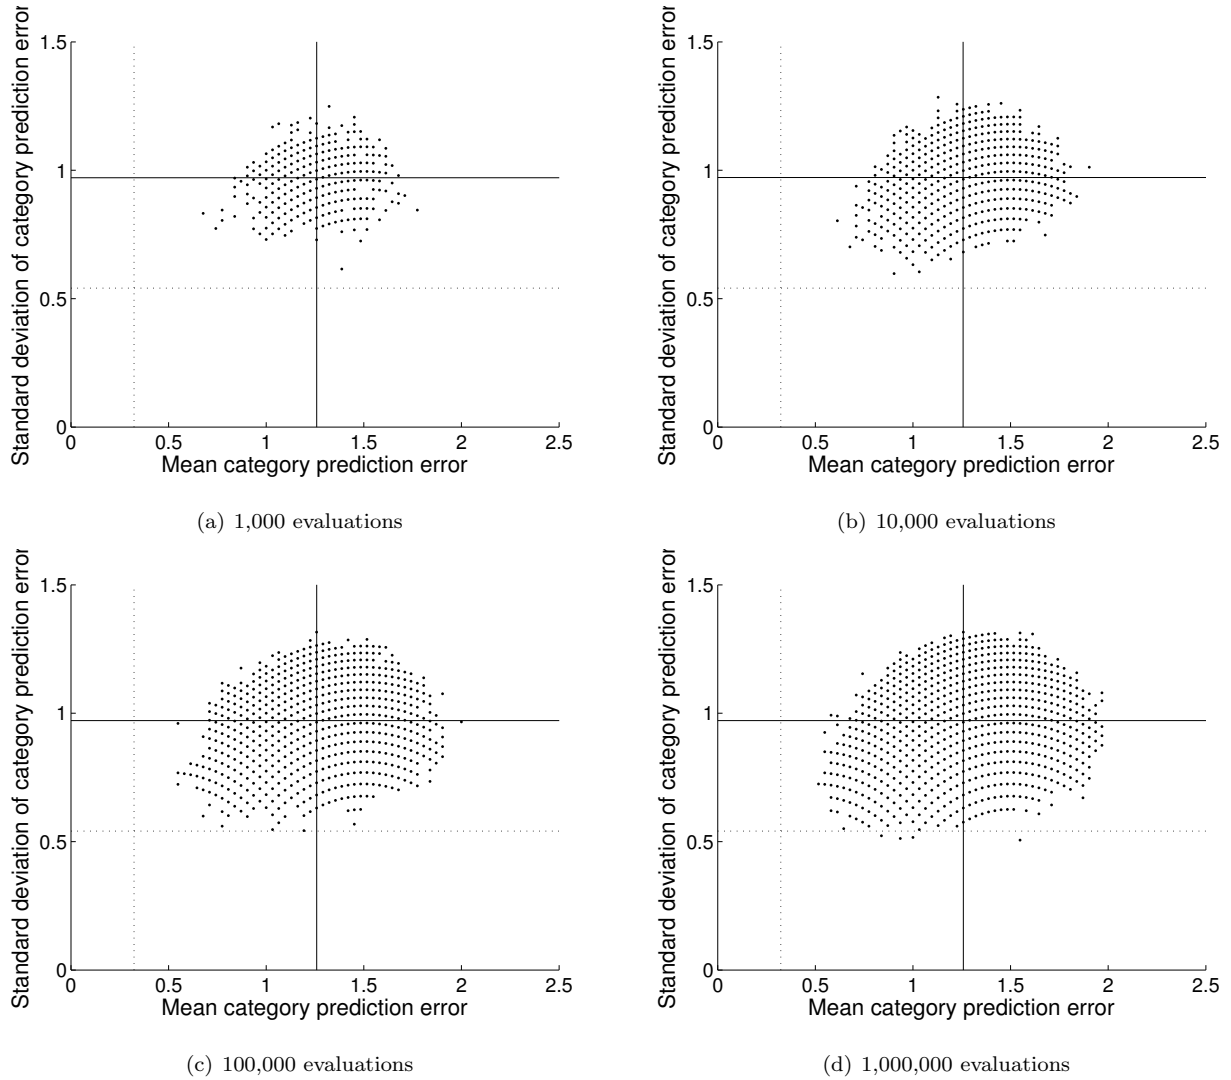 Standard deviation of category prediction error
1.5
1
0.5
0
0 0.5 1 1.5 2 2.5
Mean category prediction error
(a) 1,000 evaluations
Standard deviation of category prediction error
1.5
1
0.5
0
0 0.5 1 1.5 2 2.5
Mean category prediction error
(b) 10,000 evaluations
Standard deviation of category prediction error
1.5
1
0.5
0
0 0.5 1 1.5 2 2.5
Mean category prediction error
(c) 100,000 evaluations
Standard deviation of category prediction error
1.5
1
0.5
0
0 0.5 1 1.5 2 2.5
Mean category prediction error
(d) 1,000,000 evaluations